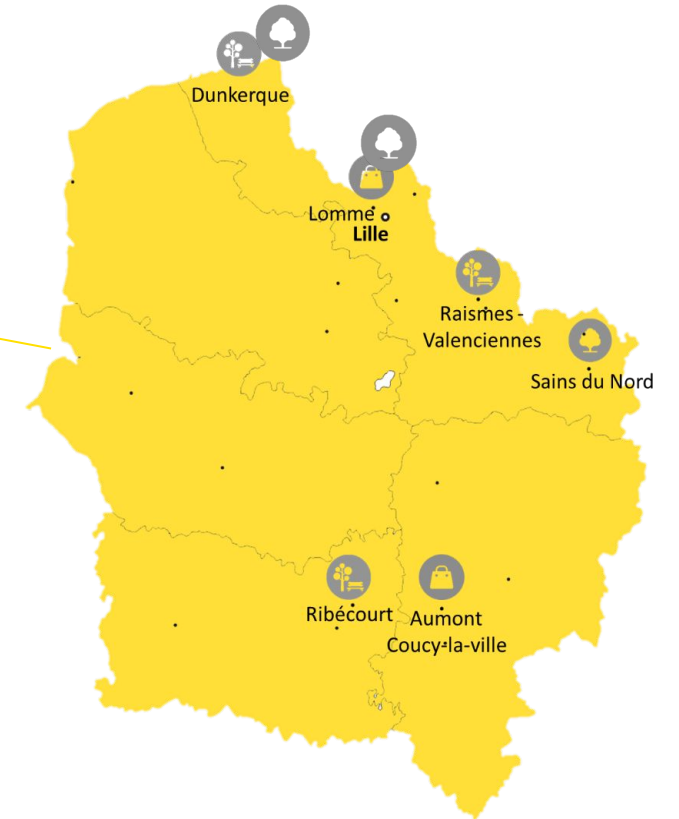 Dunkerque
Lomme
Lille
Raismes -
Valenciennes
Sains du Nord
Ribécourt
Aumont
Coucy-la-ville